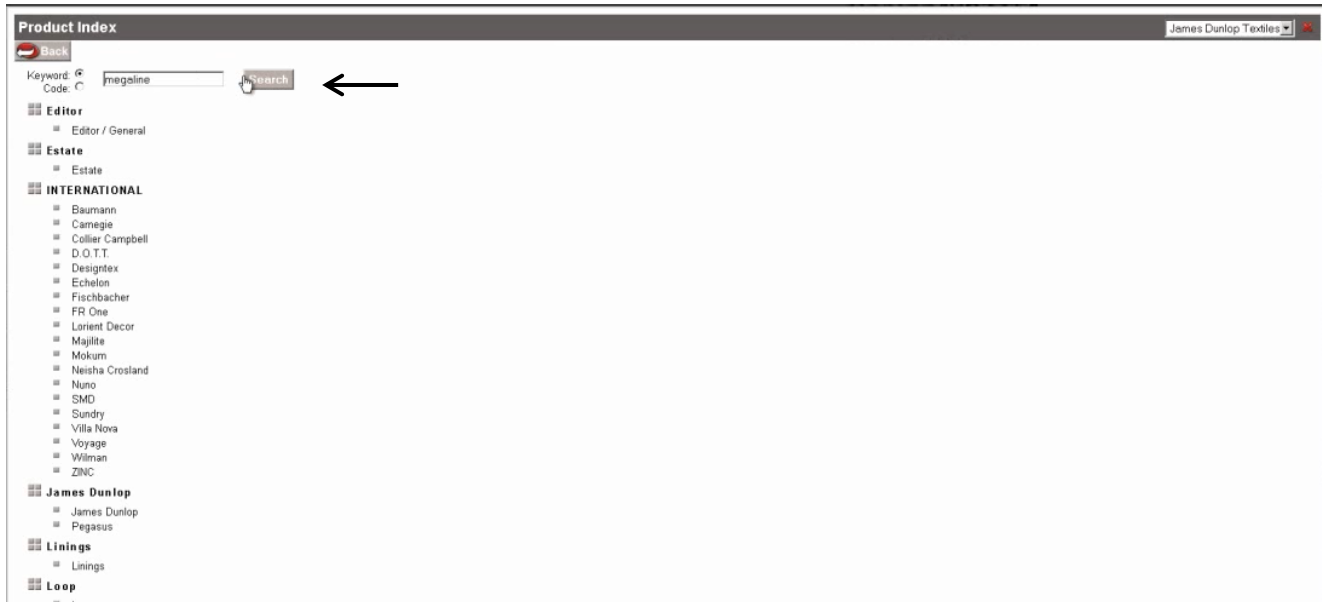 Product Index
James Dunlop Textiles
Back
Keyword:
megaline
Search
Code:
Editor
Editor / General
Estate
Estate
INTERNATIONAL
Baumann
Carnegie
Collier Campbell
D.O.T.T.
Designtex
Echelon
Fischbacher
FR One
Lorient Decor
Majilite
Mokum
Neisha Crosland
Nuno
SMD
Sundry
Villa Nova
Voyage
Wilman
ZINC
James Dunlop
James Dunlop
Pegasus
Linings
Linings
Loop